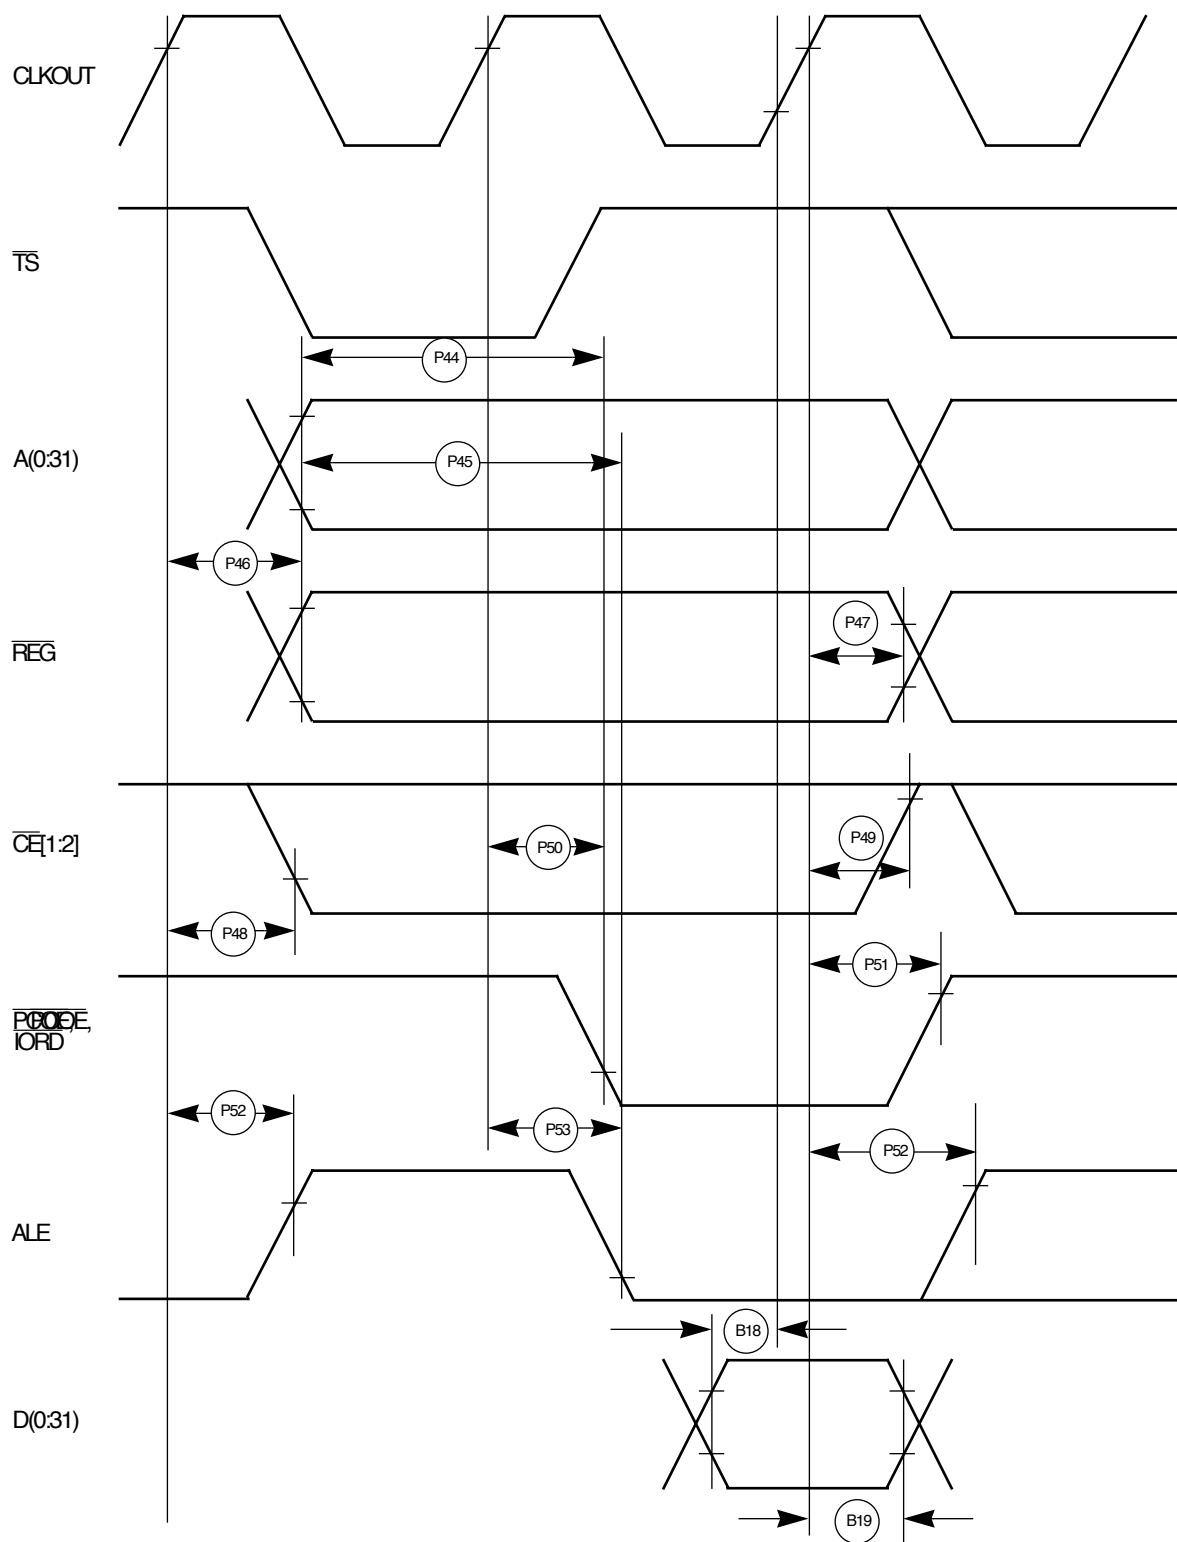 CLKOUT
TS
P44
A(0:31)
P45
P46
REG
P47
CE[1:2]
P50
P49
P48
P51
IORD
P52
P53
P52
ALE
B18
D(0:31)
B19